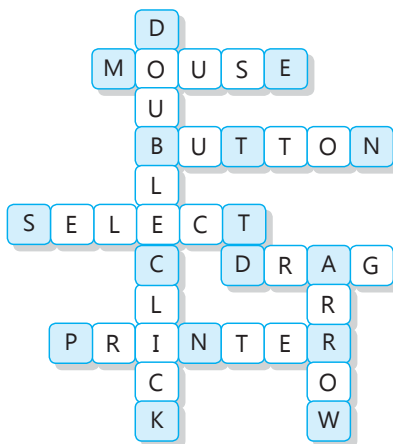 D
MOUSE
U
BUTTON
L
SELECT
C DRAG
L R
PRINTER
C O
K W